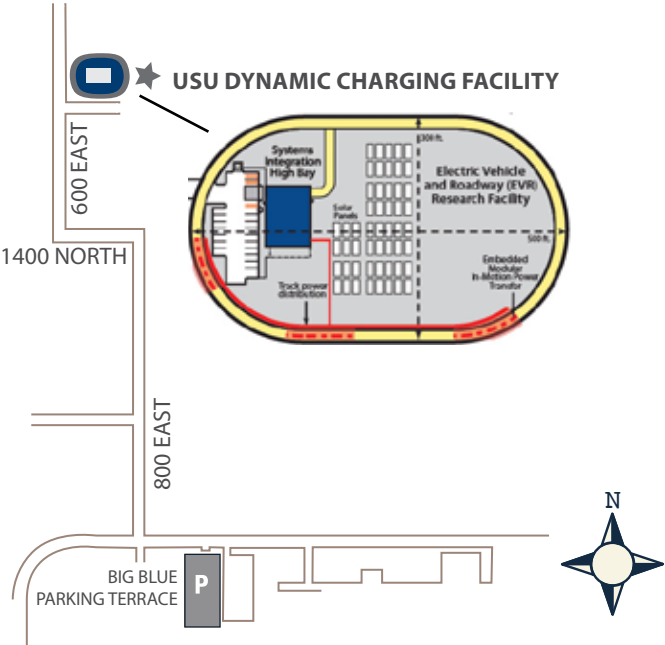 USU DYNAMIC CHARGING FACILITY
600 EAST
1400 NORTH
800 EAST
Systems
Integration
High Bay
300 ft.
Electric Vehicle
and Roadway (EVR)
Research Facility
Solar
Panels
500 ft.
Embedded
Modular
in-Motion Power
Transfer
Track power
distribution
N
BIG BLUE
PARKING TERRACE
P